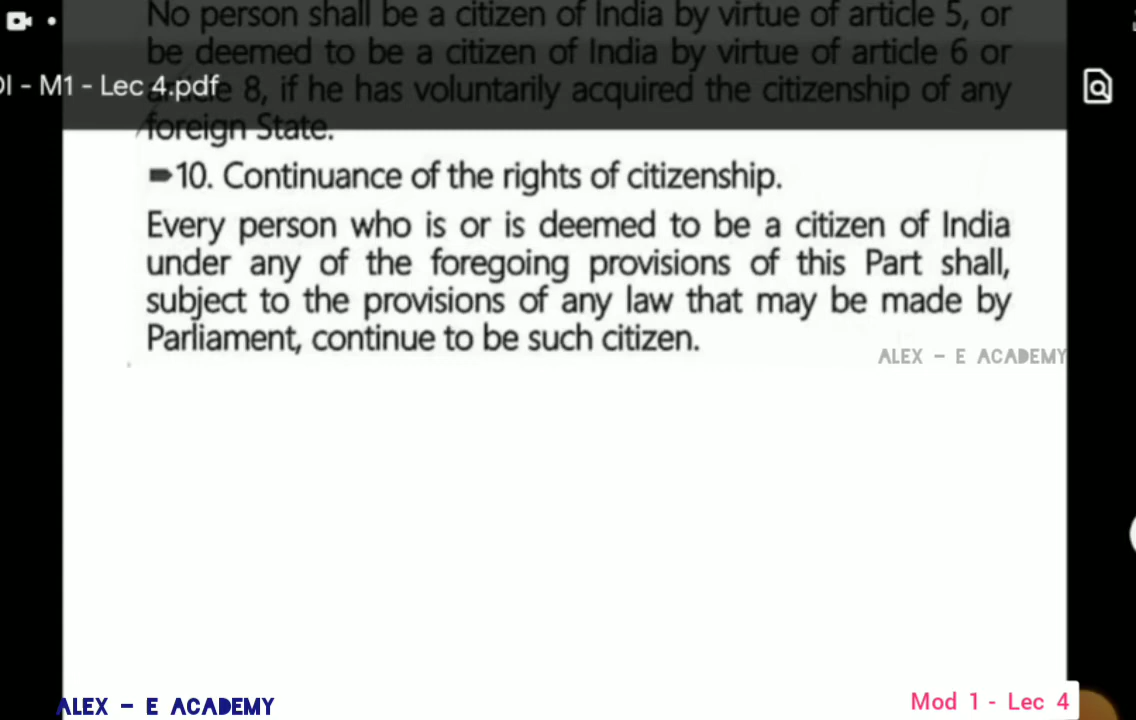 No person shall be a citizen of India by virtue of article 5, or
be deemed to be a citizen of India by virtue of article 6 or
article 8, if he has voluntarily acquired the citizenship of any
- M1 - Lec 4.pdf
foreign State.
10. Continuance of the rights of citizenship.
Every person who is or is deemed to be a citizen of India
under any of the foregoing provisions of this Part shall,
subject to the provisions of any law that may be made by
Parliament, continue to be such citizen.
ALEX - E ACADEMY
ALEX - E ACADEMY
Mod 1 - Lec 4